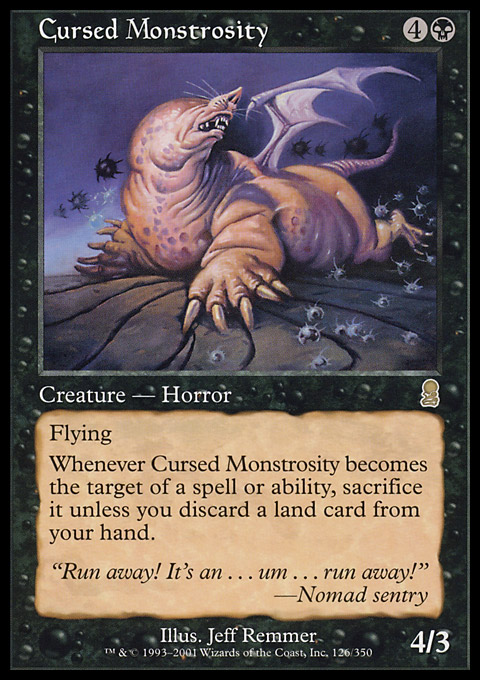 Cursed Monstrosity 4
Creature — Horror
Flying
Whenever Cursed Monstrosity becomes
the target of a spell or ability, sacrifice
it unless you discard a land card from
your hand.
“Run away! It’s an . . . um . . . run away!”
—Nomad sentry
Illus. Jeff Remmer
™ & © 1993–2001 Wizards of the Coast, Inc. 126/350
4/3